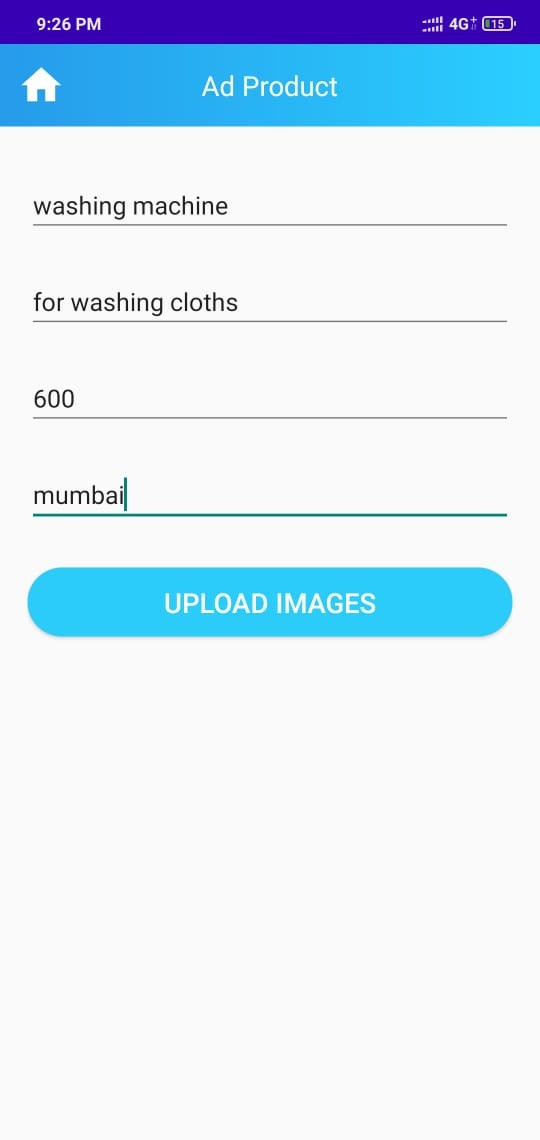 9:26 PM 4G+ 15
Ad Product
washing machine
for washing cloths
600
mumbai
UPLOAD IMAGES